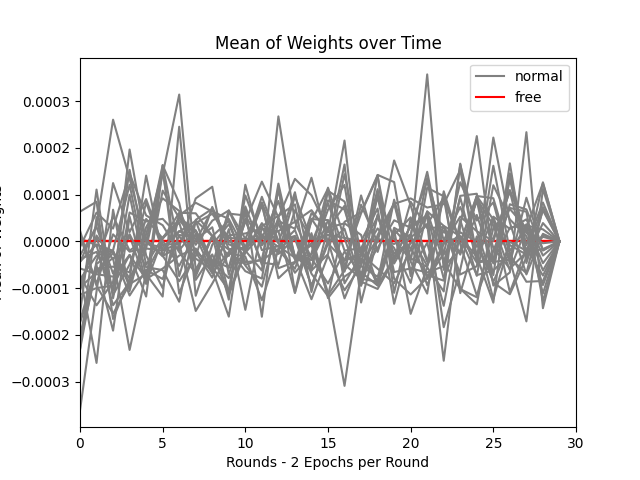 Mean of Weights over Time
normal
free
0.0003
0.0002
0.0001
0.0000
−0.0001
−0.0002
−0.0003
0 5 10 15 20 25 30
Rounds - 2 Epochs per Round